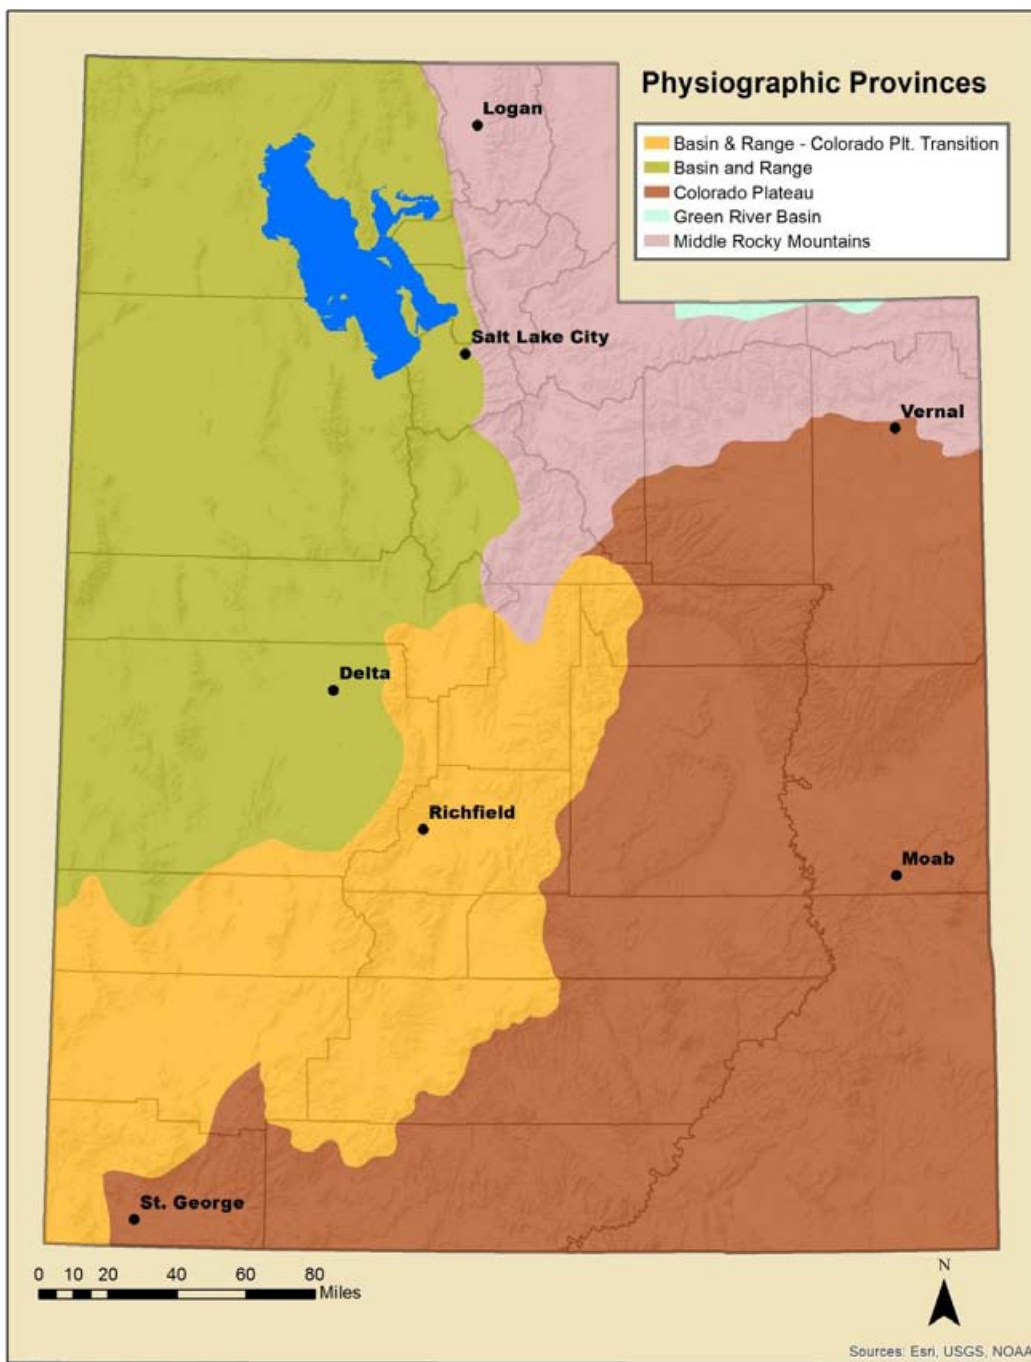 Physiographic Provinces
Basin & Range - Colorado Plt. Transition
Basin and Range
Colorado Plateau
Green River Basin
Middle Rocky Mountains
Logan
Salt Lake City
Vernal
Delta
Richfield
Moab
St. George
0 10 20 40 60 80
Miles
N
Sources: Esri, USGS, NOAA